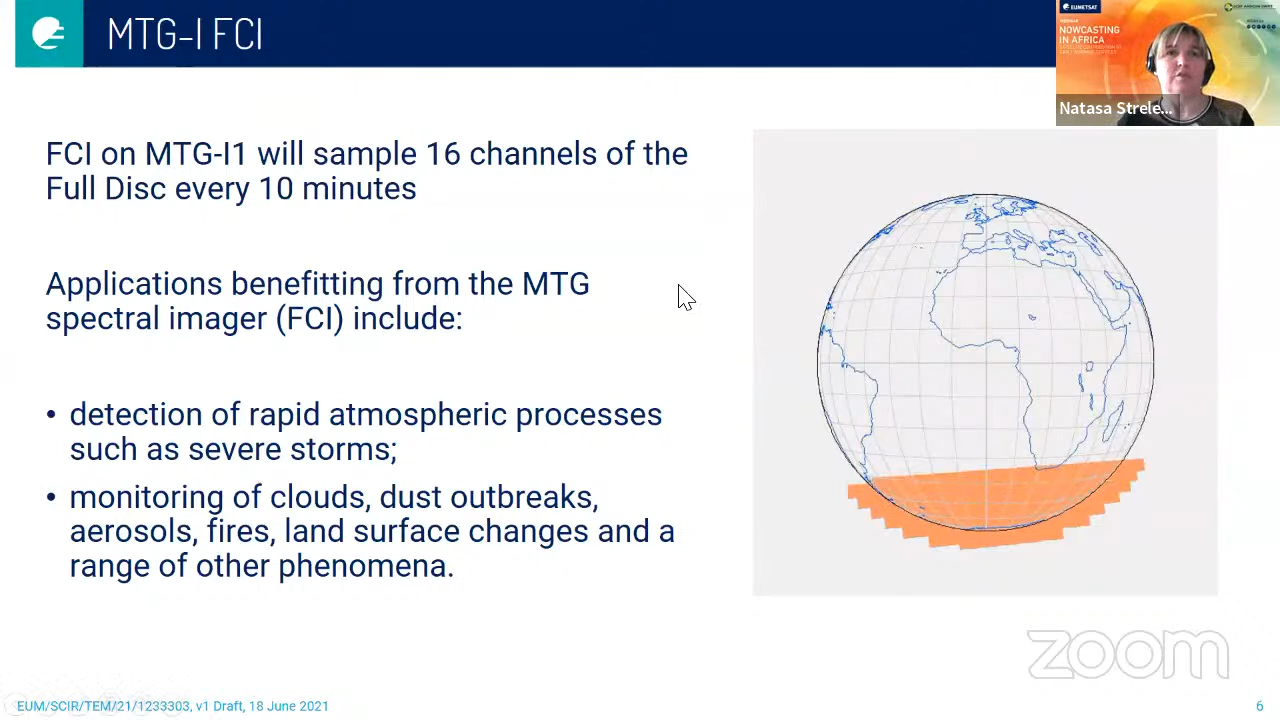 MTG-I FCI
EUMETSAT
NOWCASTING
IN AFRICA
Natasa Strele...
FCI on MTG-I1 will sample 16 channels of the
Full Disc every 10 minutes
Applications benefitting from the MTG
spectral imager (FCI) include:
• detection of rapid atmospheric processes
such as severe storms;
• monitoring of clouds, dust outbreaks,
aerosols, fires, land surface changes and a
range of other phenomena.
zoom
EUM/SCIR/TEM/21/1233303, v1 Draft, 18 June 2021
6